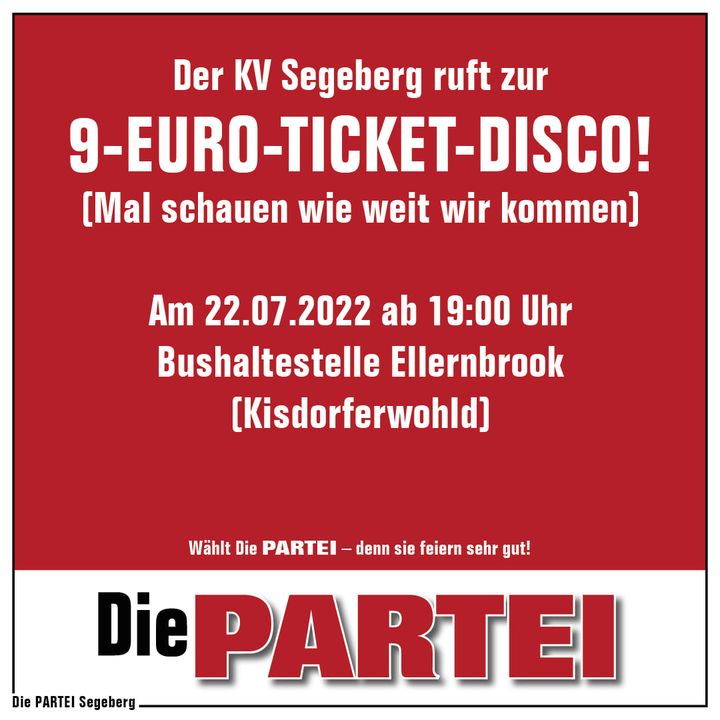 Der KV Segeberg ruft zur
9-EURO-TICKET-DISCO!
(Mal schauen wie weit wir kommen)
Am 22.07.2022 ab 19:00 Uhr
Bushaltestelle Ellernbrook
(Kisdorferwohld)
Wählt Die PARTEI – denn sie feiern sehr gut!
Die PARTEI
Die PARTEI Segeberg